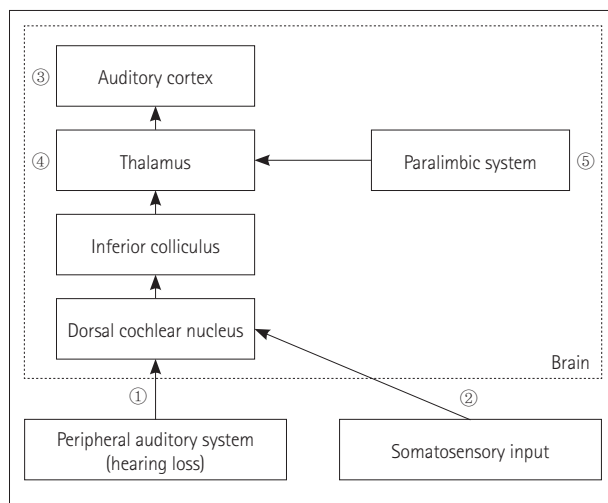 ③ Auditory cortex
④ Thalamus
Paralimbic system ⑤
Inferior colliculus
Dorsal cochlear nucleus
Brain
①
②
Peripheral auditory system
(hearing loss)
Somatosensory input